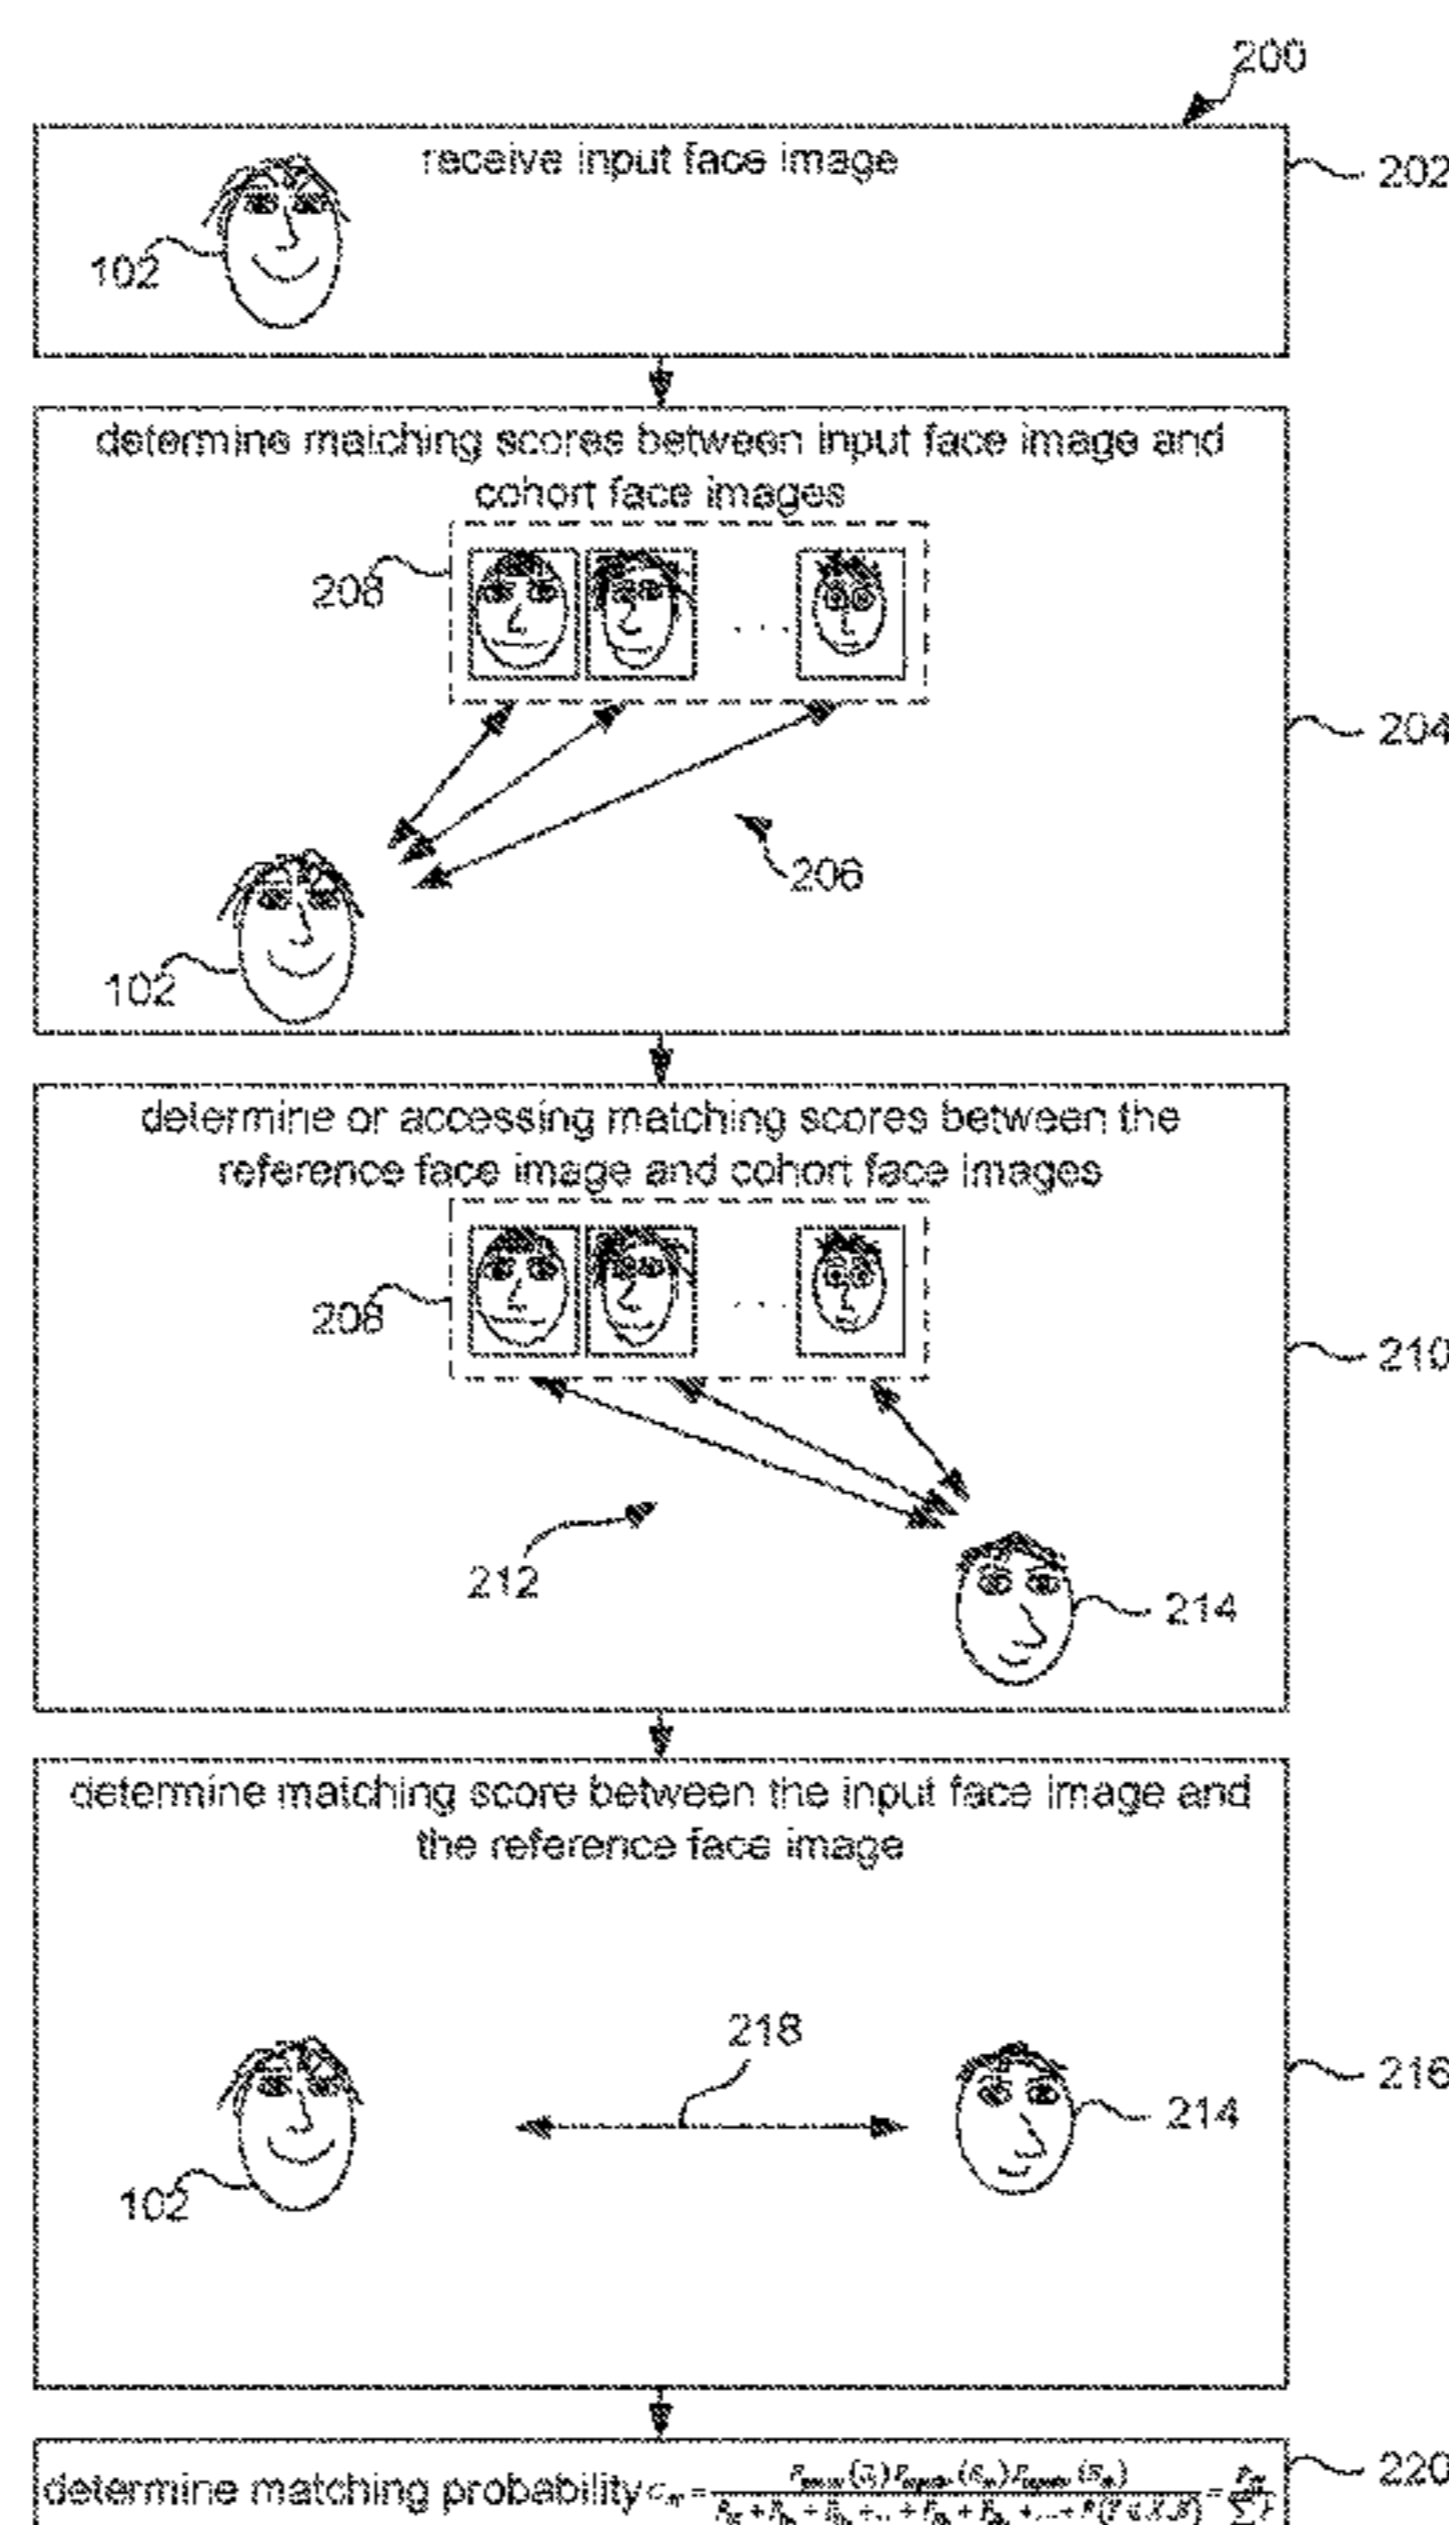 200
receive input face image
202
102
determine matching scores between input face image and
cohort face images
208
204
206
102
determine or accessing matching scores between the
reference face image and cohort face images
208
210
212
214
determine matching score between the input face image and
the reference face image
218
216
214
102
220
determine matching probability